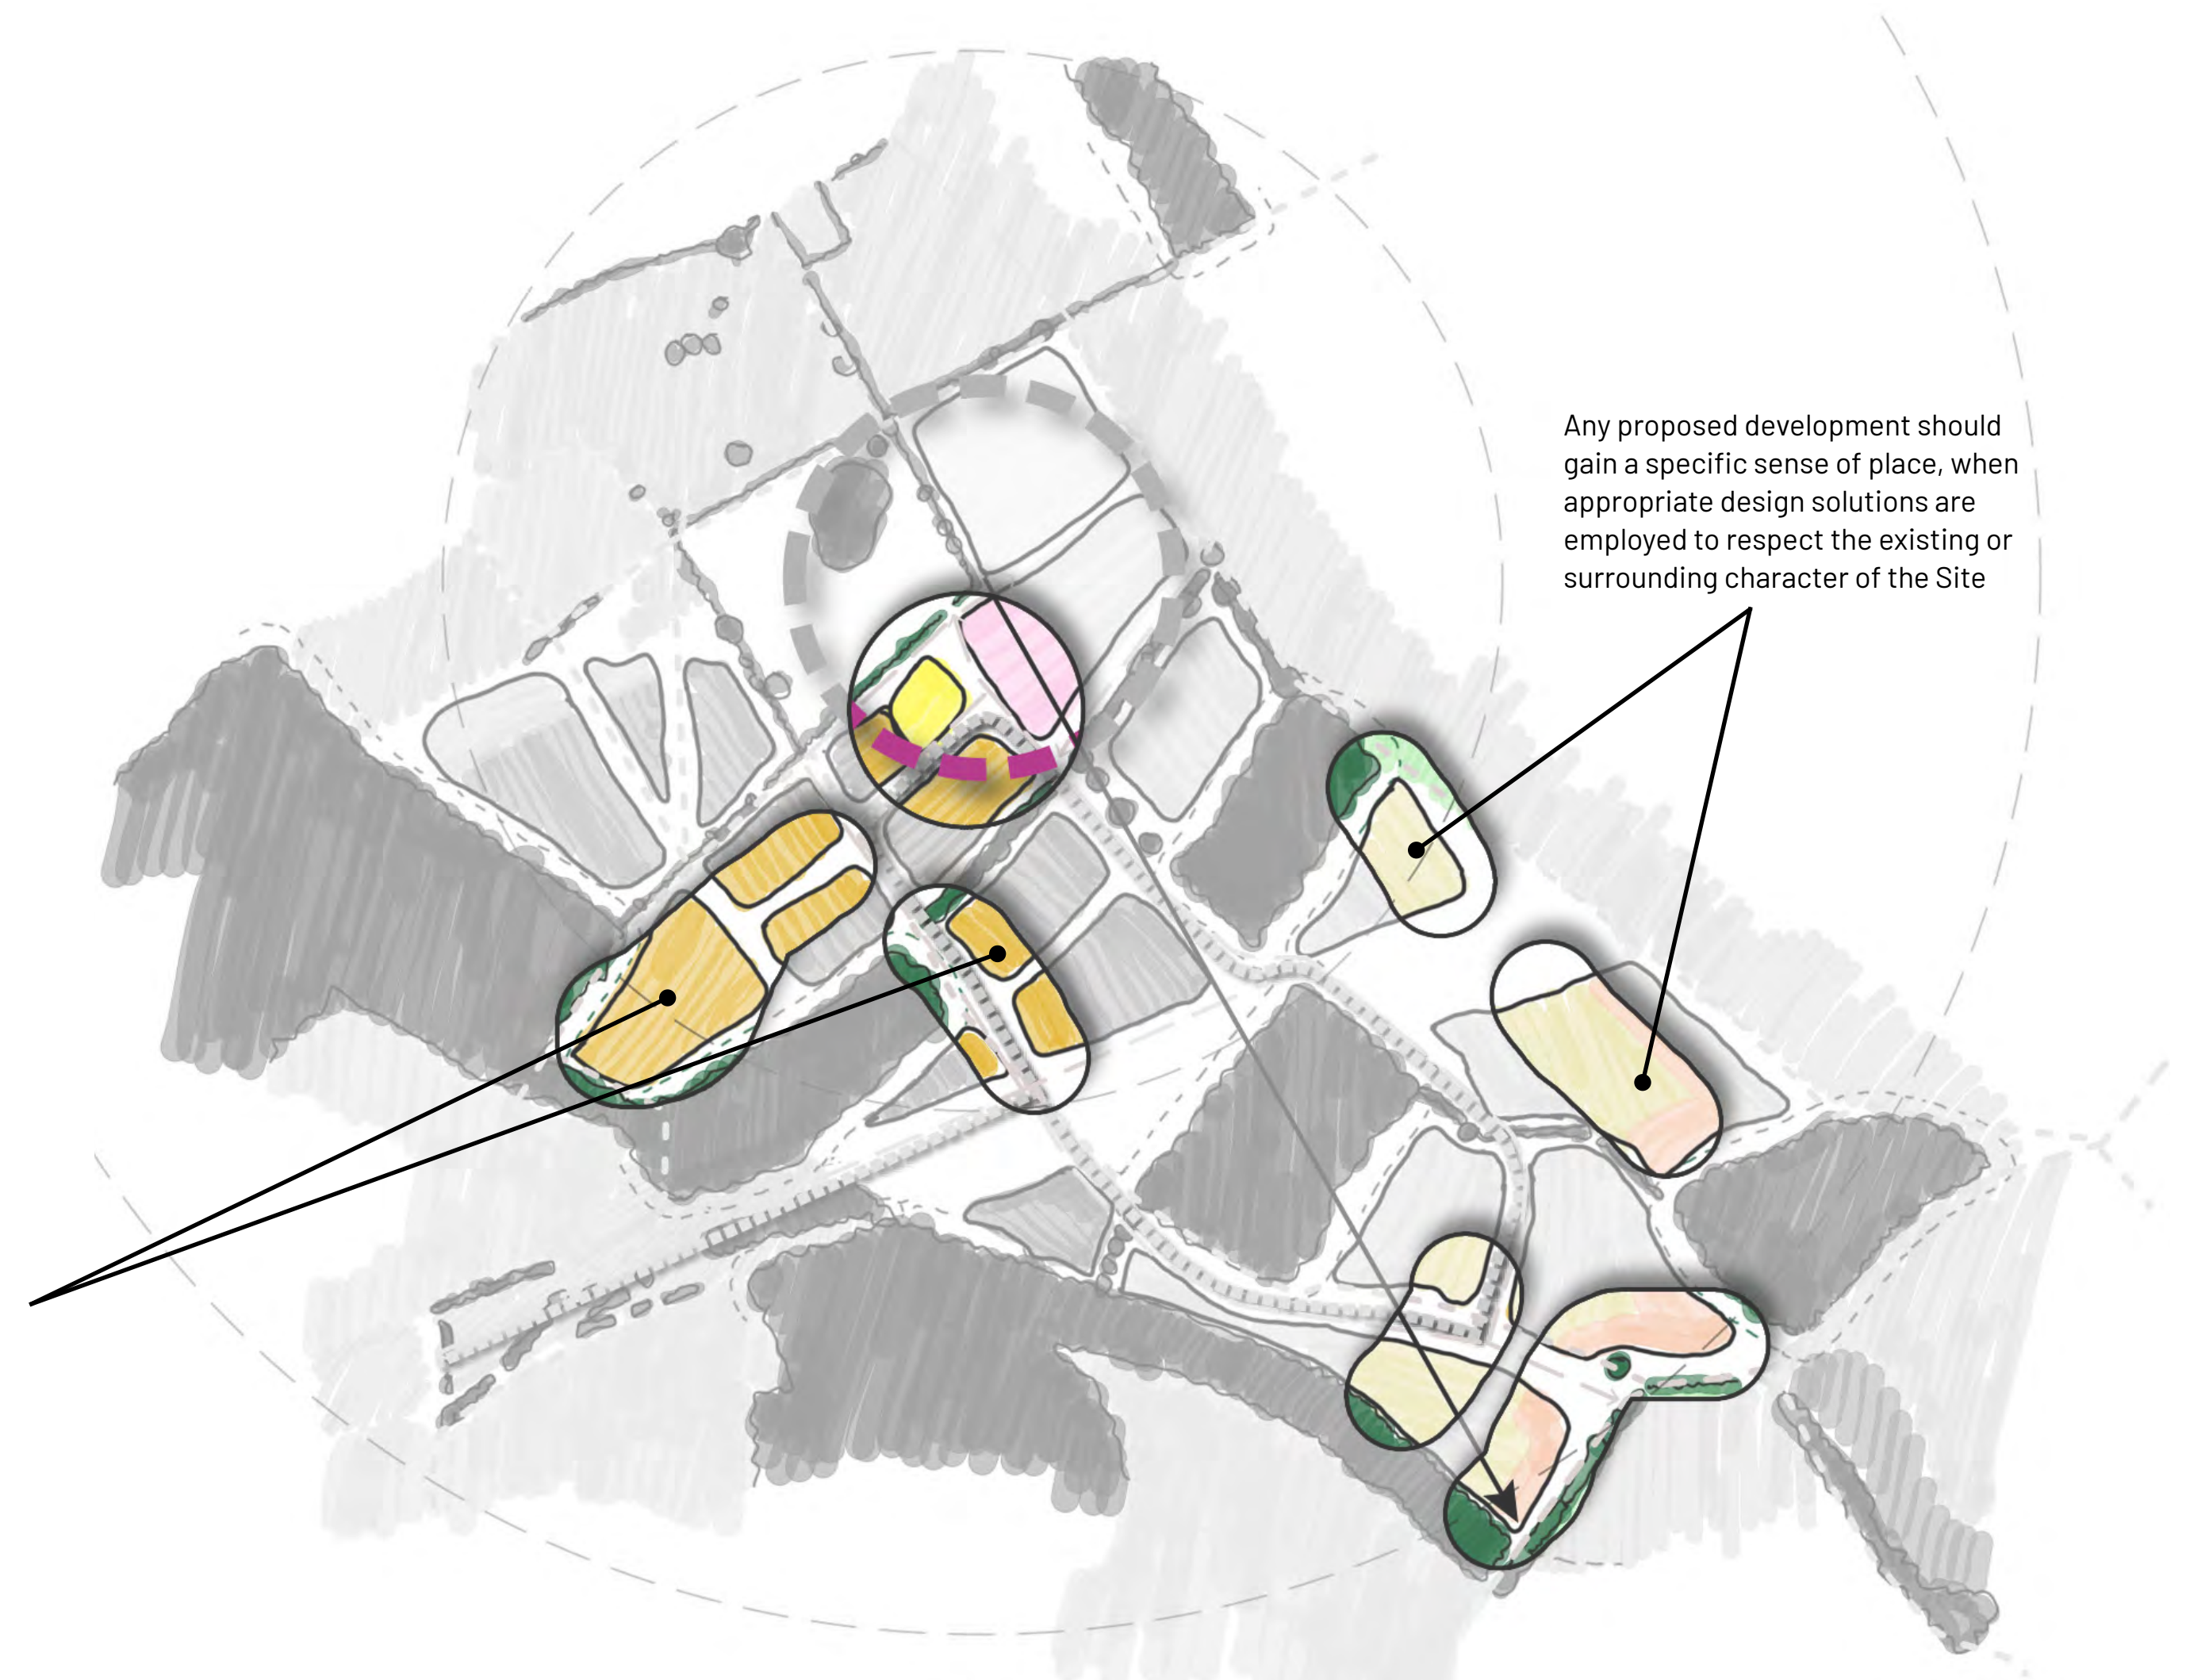 Any proposed development should
gain a specific sense of place, when
appropriate design solutions are
employed to respect the existing or
surrounding character of the Site